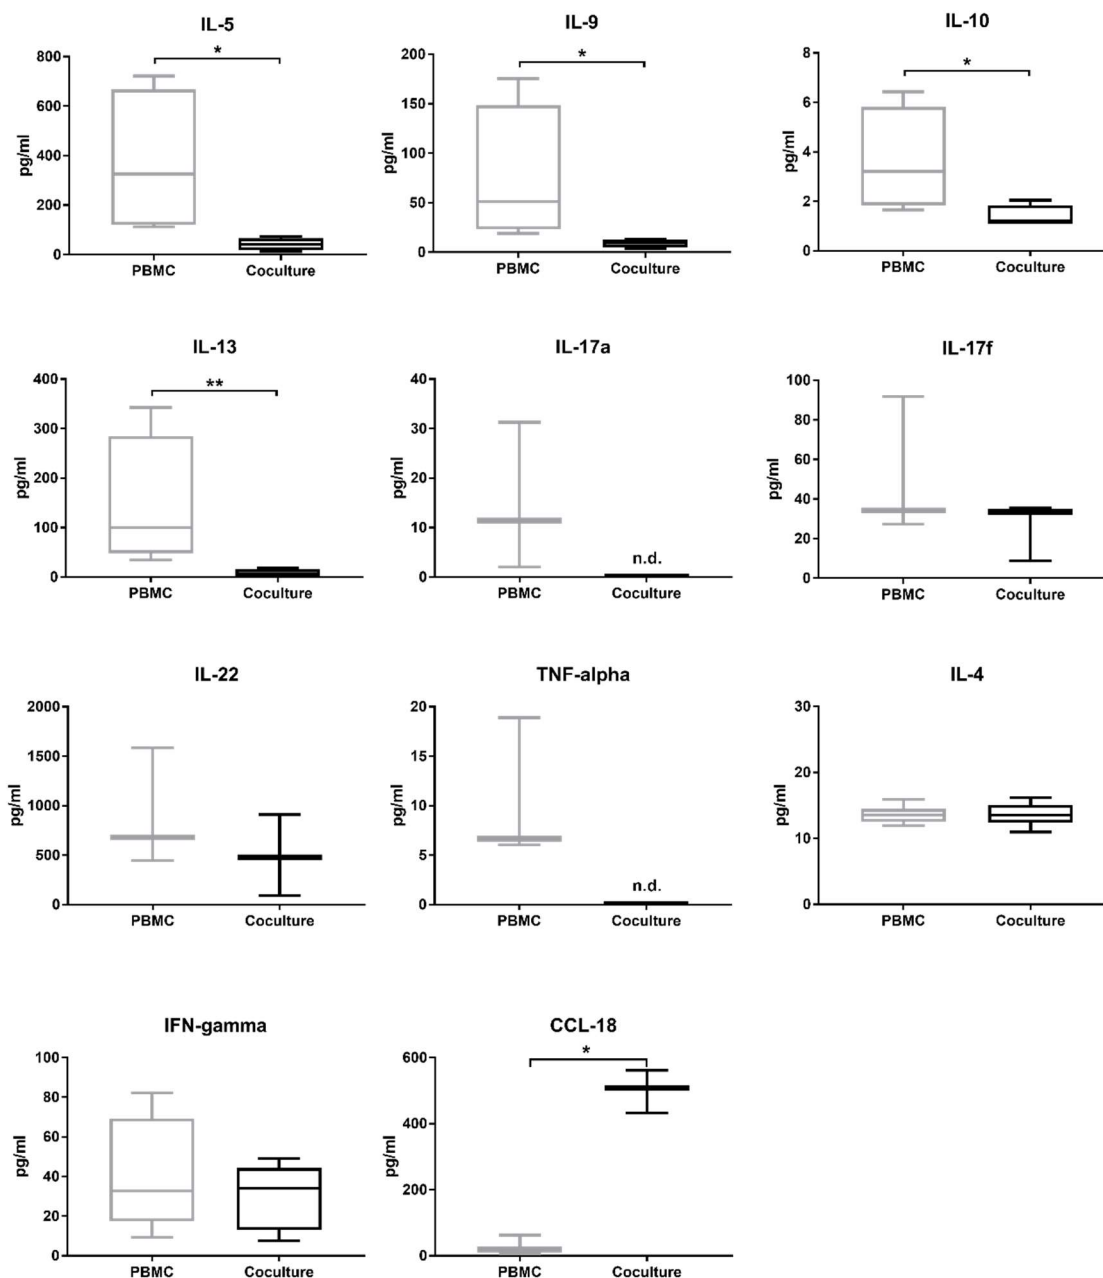 IL-5
*
800
600
400
200
0
pg/ml
PBMC
Coculture
IL-9
*
200
150
100
50
0
pg/ml
PBMC
Coculture
IL-10
*
8
6
4
2
0
pg/ml
PBMC
Coculture
IL-13
**
400
300
200
100
0
pg/ml
PBMC
Coculture
IL-17a
40
30
20
10
0
pg/ml
n.d.
PBMC
Coculture
IL-17f
100
80
60
40
20
0
pg/ml
PBMC
Coculture
IL-22
2000
1500
1000
500
0
pg/ml
PBMC
Coculture
TNF-alpha
20
15
10
5
0
pg/ml
n.d.
PBMC
Coculture
IL-4
30
20
10
0
pg/ml
PBMC
Coculture
IFN-gamma
100
80
60
40
20
0
pg/ml
PBMC
Coculture
CCL-18
*
600
400
200
0
pg/ml
PBMC
Coculture